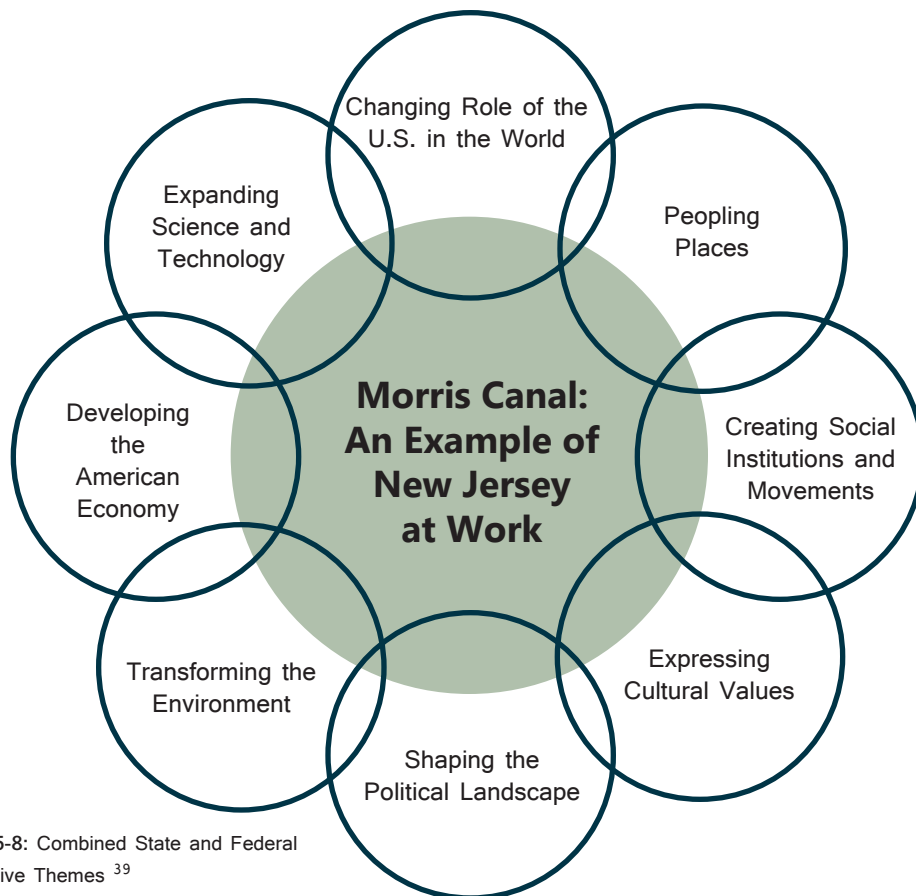 Changing Role of the
U.S. in the World
Expanding
Science and
Technology
Peopling
Places
Morris Canal:
An Example of
New Jersey
at Work
Developing
the
American
Economy
Creating Social
Institutions and
Movements
Transforming the
Environment
Expressing
Cultural Values
Shaping the
Political Landscape
5-8: Combined State and Federal
ive Themes 39